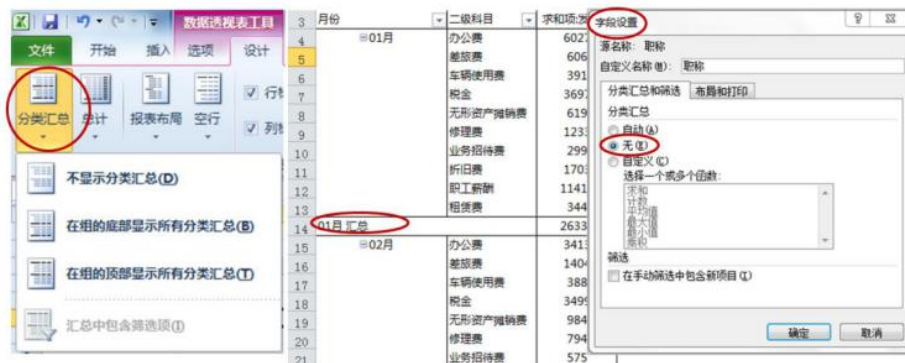 数据透视表工具
文件 开始 插入 选项 设计
分类汇总 总计 报表布局 空行
行标
列标
不显示分类汇总(D)
在组的底部显示所有分类汇总(B)
在组的顶部显示所有分类汇总(T)
汇总中包含筛选项(I)
3 月份 二级科目 求和项:发
4 01月 办公费 6027
5 差旅费 606
6 车辆使用费 391
7 税金 3697
8 无形资产摊销费 619
9 修理费 1233
10 业务招待费 299
11 折旧费 1703
12 职工薪酬 1141
13 租赁费 344
14 01月 汇总 2633
15 02月 办公费 3413
16 差旅费 1404
17 车辆使用费 388
18 税金 3499
19 无形资产摊销费 984
20 修理费 794
21 业务招待费 575
字段设置
源名称: 职称
自定义名称(M): 职称
分类汇总和筛选 布局和打印
分类汇总
自动(A)
无(E)
自定义(C)
选择一个或多个函数:
求和
计数
平均值
最大值
最小值
乘积
筛选
在手动筛选中包含新项目(I)
确定 取消